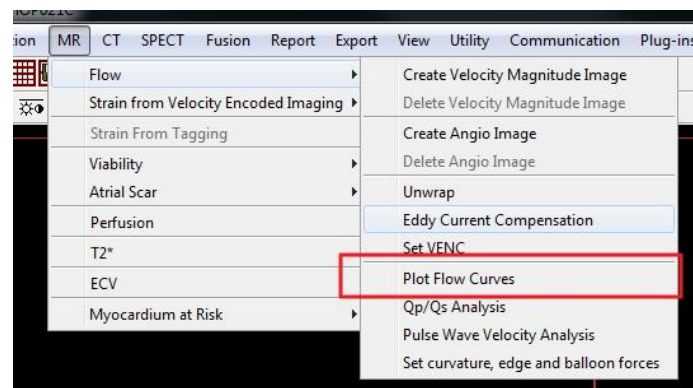 MR CT SPECT Fusion Report Export View Utility Communication Plug-ins
Flow
Strain from Velocity Encoded Imaging
Strain From Tagging
Viability
Atrial Scar
Perfusion
T2*
ECV
Myocardium at Risk
Create Velocity Magnitude Image
Delete Velocity Magnitude Image
Create Angio Image
Delete Angio Image
Unwrap
Eddy Current Compensation
Set VENC
Plot Flow Curves
Qp/Qs Analysis
Pulse Wave Velocity Analysis
Set curvature, edge and balloon forces